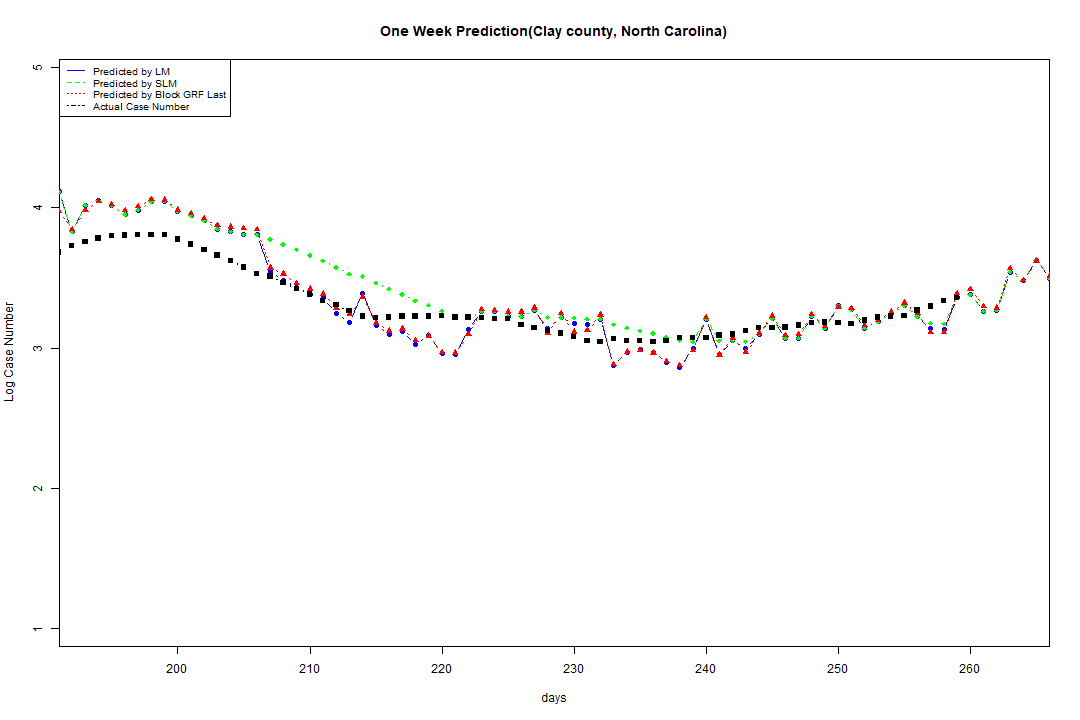 One Week Prediction(Clay county, North Carolina)
Predicted by LM
Predicted by SLM
Predicted by Block GRF Last
Actual Case Number
5
4
3
2
1
Log Case Number
200 210 220 230 240 250 260
days